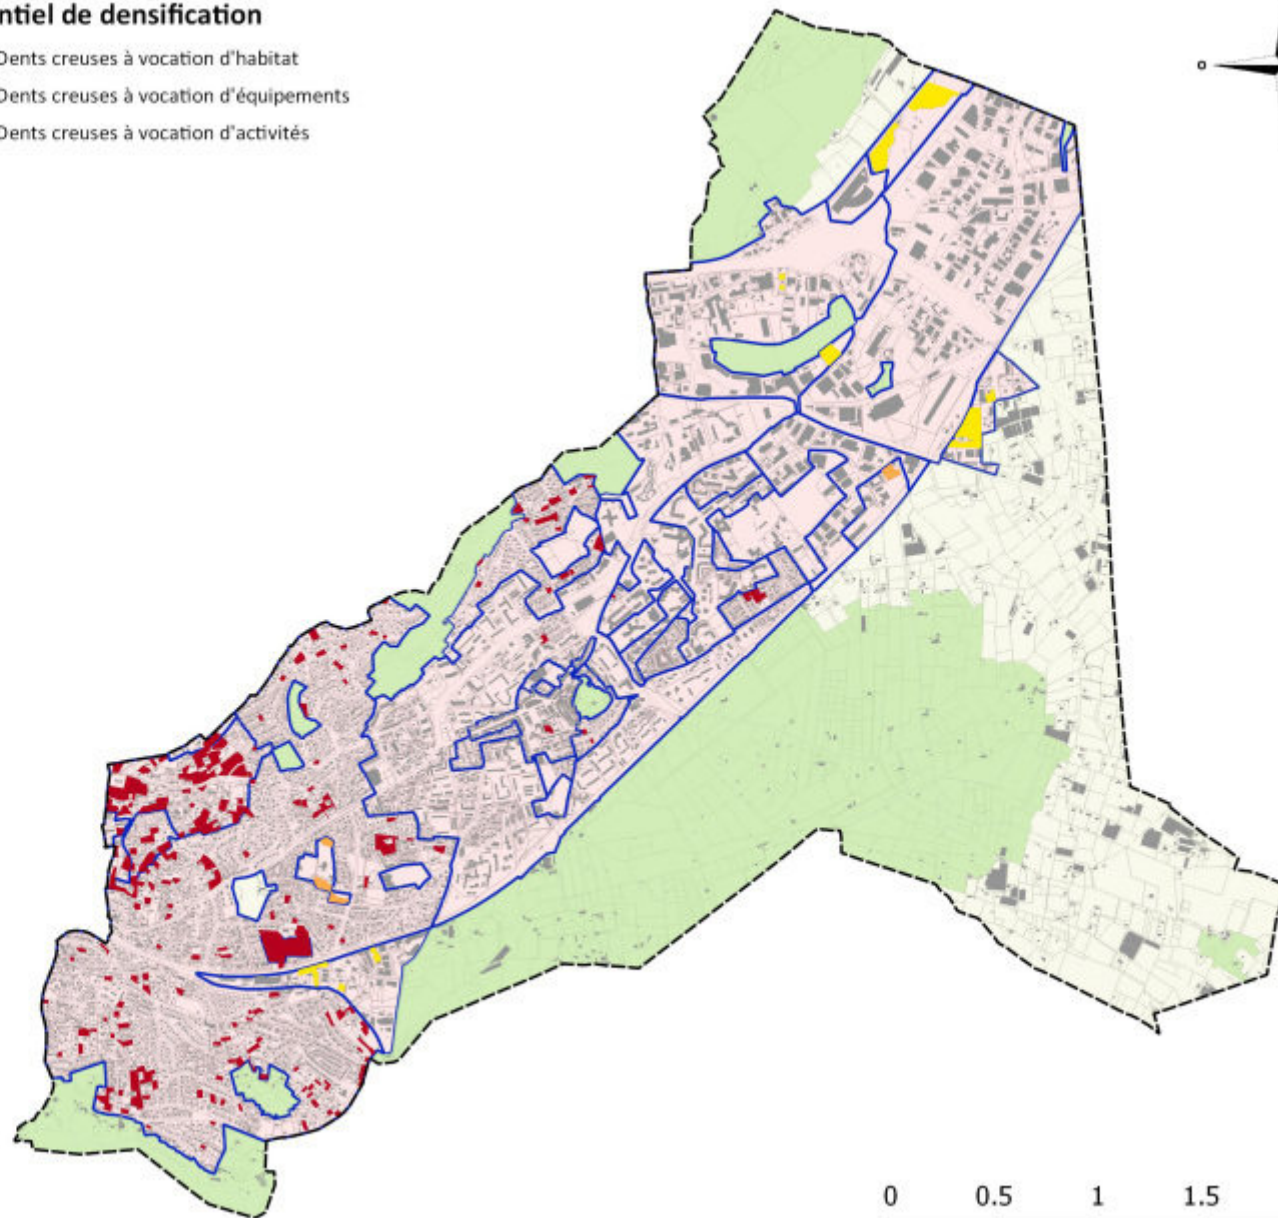 ntiel de densification
Dents creuses à vocation d'habitat
Dents creuses à vocation d'équipements
Dents creuses à vocation d'activités
O
0 0.5 1 1.5